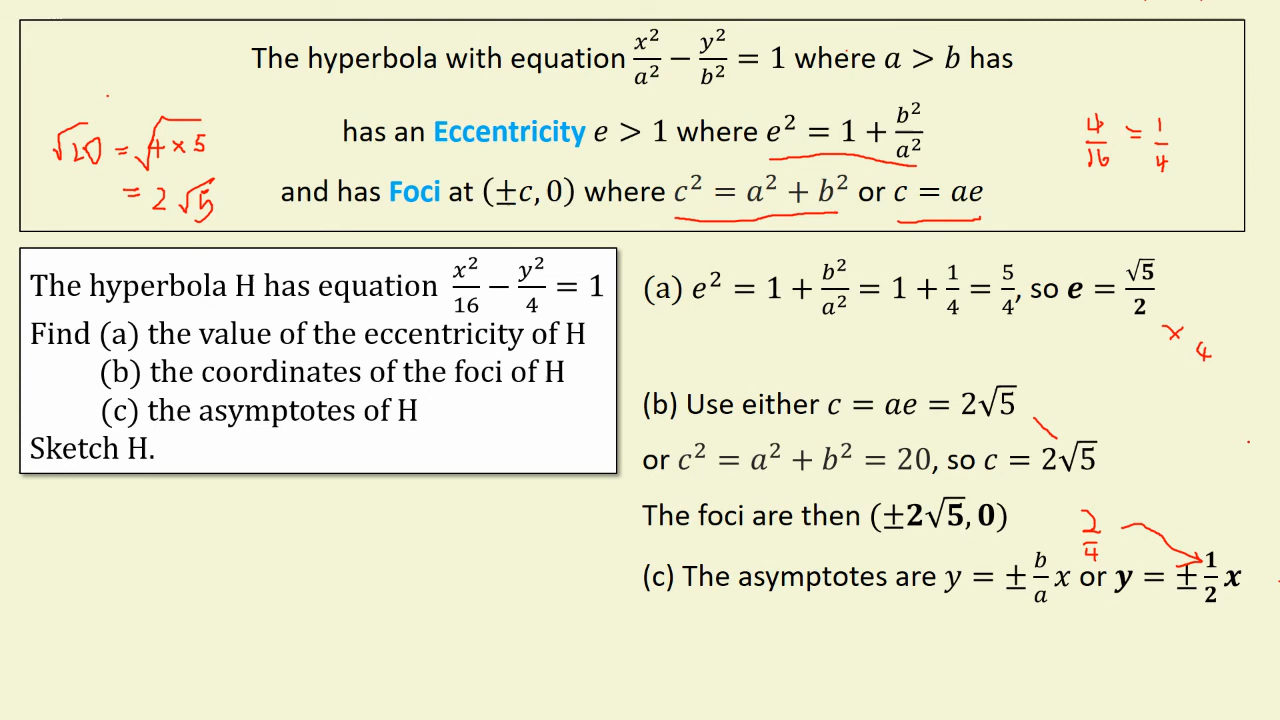 The hyperbola with equation x²/a² − y²/b² = 1 where a > b has
has an Eccentricity e > 1 where e² = 1 + b²/a²
and has Foci at (±c, 0) where c² = a² + b² or c = ae
√20 = √4 × 5
= 2√5
4/16 = 1/4
The hyperbola H has equation x²/16 − y²/4 = 1
Find (a) the value of the eccentricity of H
(b) the coordinates of the foci of H
(c) the asymptotes of H
Sketch H.
(a) e² = 1 + b²/a² = 1 + 1/4 = 5/4, so e = √5/2
× 4
(b) Use either c = ae = 2√5
or c² = a² + b² = 20, so c = 2√5
The foci are then (±2√5, 0)
2/4
(c) The asymptotes are y = ± b/a x or y = ± 1/2 x